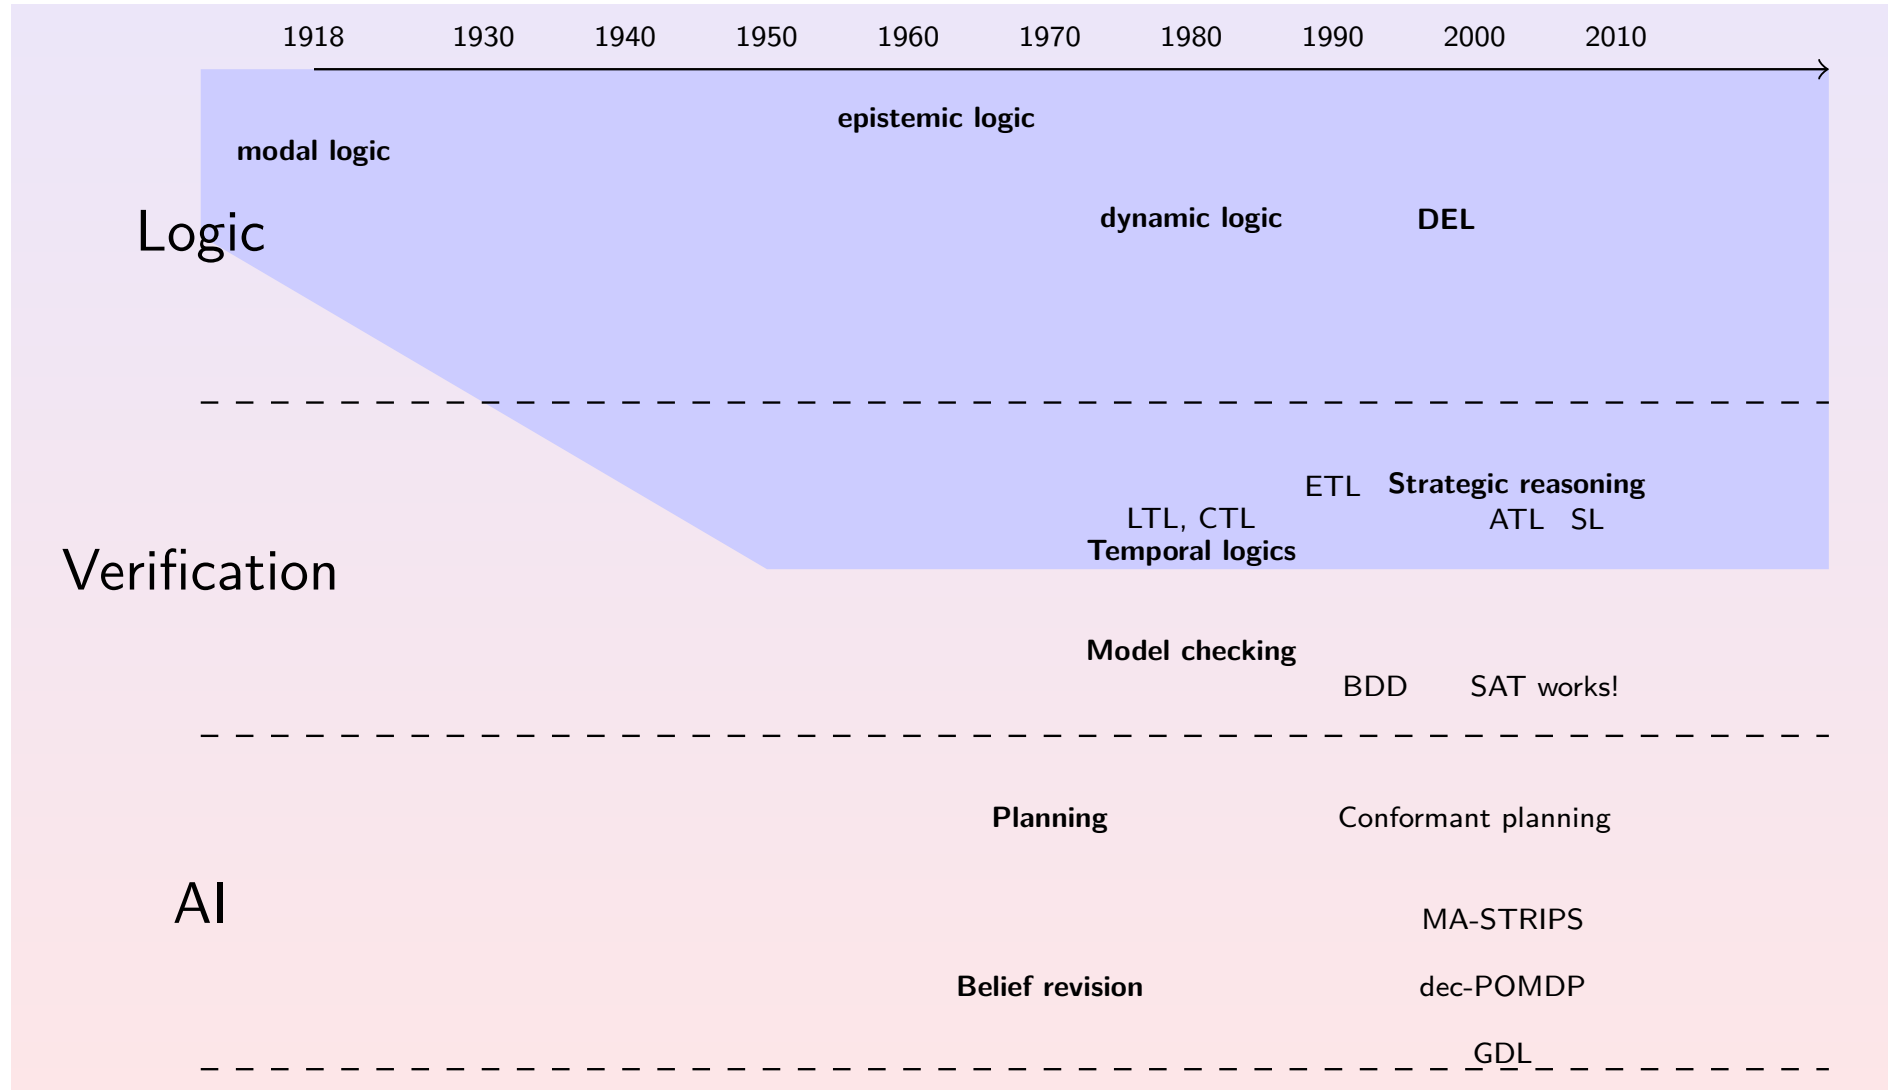 1918 1930 1940 1950 1960 1970 1980 1990 2000 2010
epistemic logic
modal logic
Logic
dynamic logic DEL
ETL Strategic reasoning
LTL, CTL ATL SL
Temporal logics
Verification
Model checking
BDD SAT works!
Planning Conformant planning
AI
MA-STRIPS
Belief revision dec-POMDP
GDL